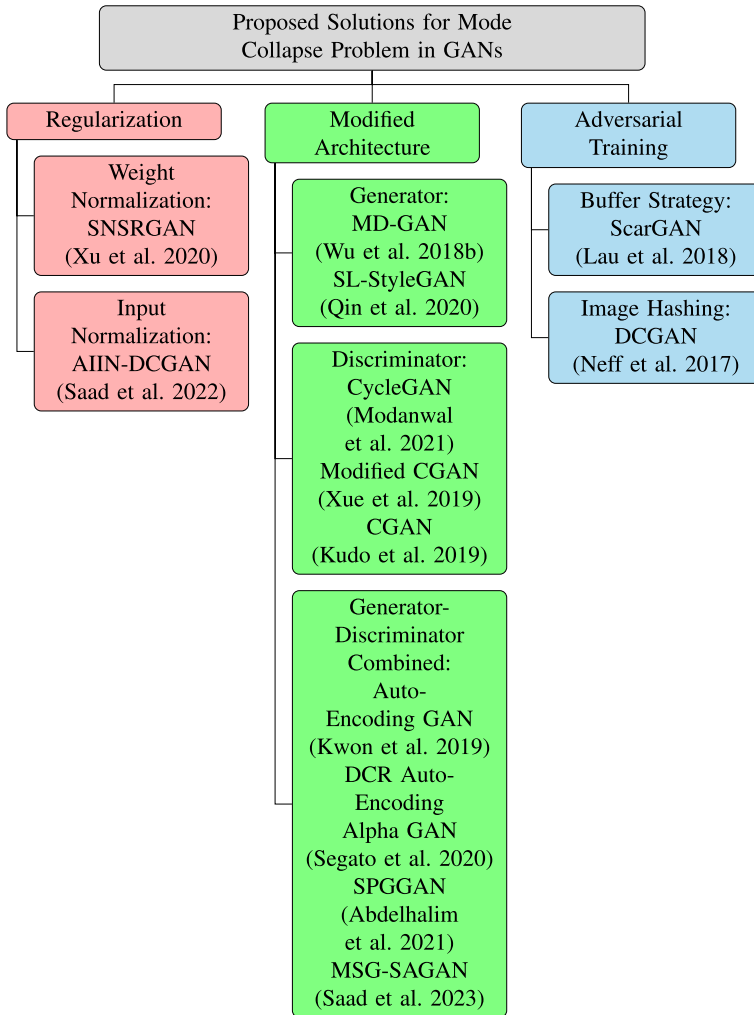 Proposed Solutions for Mode
Collapse Problem in GANs
Regularization
Weight
Normalization:
SNSRGAN
(Xu et al. 2020)
Input
Normalization:
AIIN-DCGAN
(Saad et al. 2022)
Modified
Architecture
Generator:
MD-GAN
(Wu et al. 2018b)
SL-StyleGAN
(Qin et al. 2020)
Discriminator:
CycleGAN
(Modanwal
et al. 2021)
Modified CGAN
(Xue et al. 2019)
CGAN
(Kudo et al. 2019)
Generator-
Discriminator
Combined:
Auto-
Encoding GAN
(Kwon et al. 2019)
DCR Auto-
Encoding
Alpha GAN
(Segato et al. 2020)
SPGGAN
(Abdelhalim
et al. 2021)
MSG-SAGAN
(Saad et al. 2023)
Adversarial
Training
Buffer Strategy:
ScarGAN
(Lau et al. 2018)
Image Hashing:
DCGAN
(Neff et al. 2017)